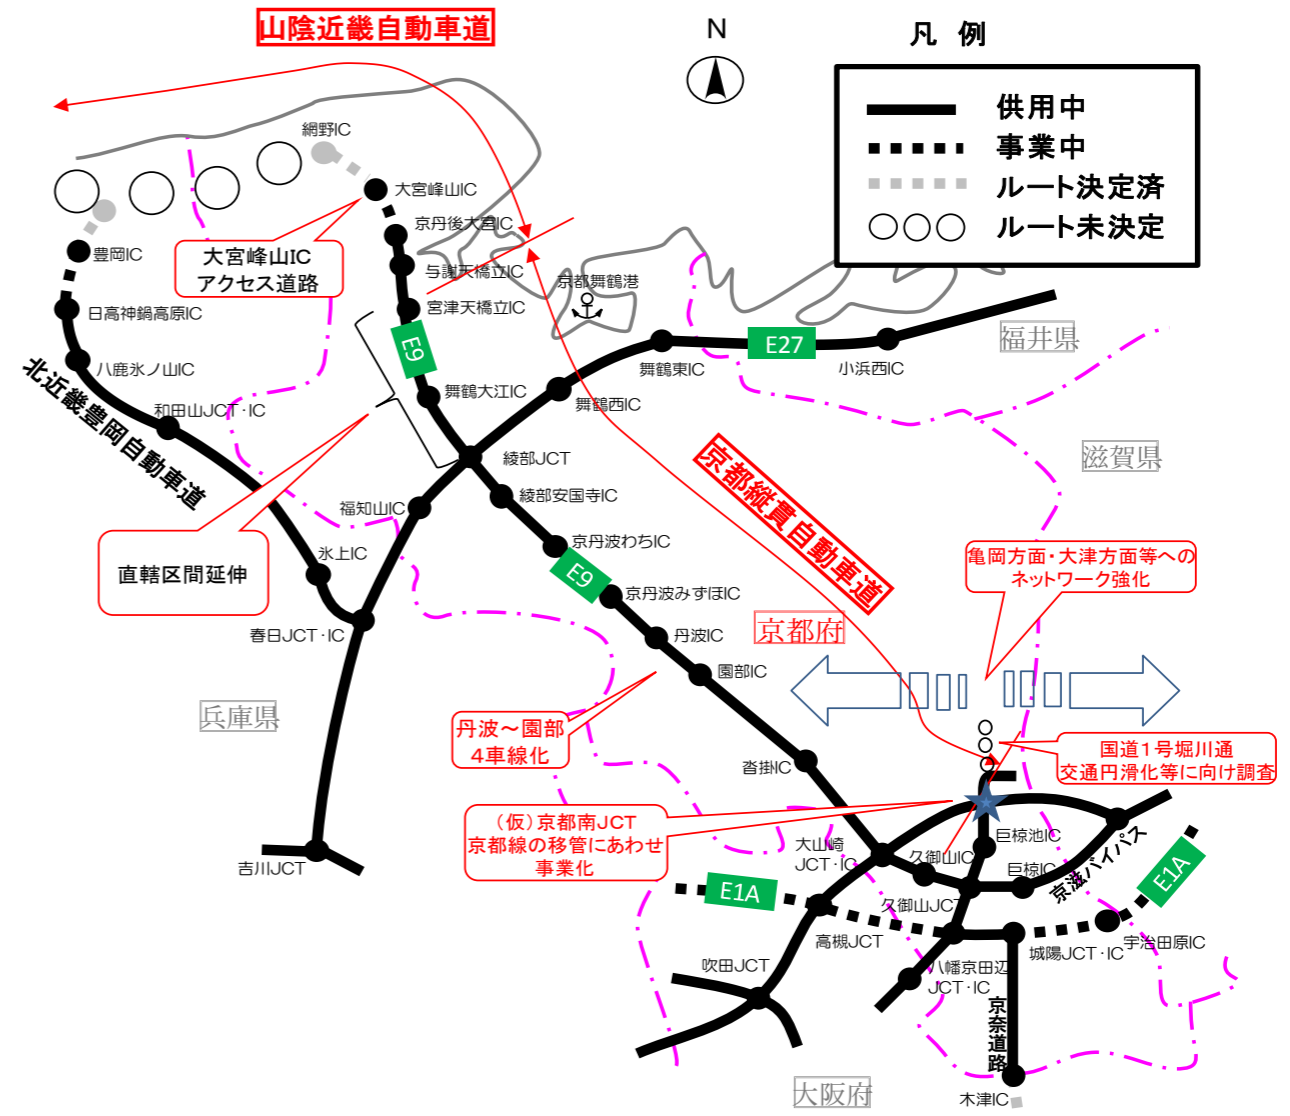 山陰近畿自動車道
N
凡 例
供用中
事業中
ルート決定済
ルート未決定
網野IC
大宮峰山IC
京丹後大宮IC
豊岡IC
大宮峰山IC
アクセス道路
与謝天橋立IC
京都舞鶴港
日高神鍋高原IC
宮津天橋立IC
E9
E27
福井県
八鹿氷ノ山IC
舞鶴東IC
小浜西IC
北近畿豊岡自動車道
和田山JCT・IC
舞鶴大江IC
舞鶴西IC
綾部JCT
滋賀県
京都縦貫自動車道
福知山IC
綾部安国寺IC
氷上IC
京丹波わちIC
直轄区間延伸
E9
亀岡方面・大津方面等への
ネットワーク強化
京丹波みずほIC
春日JCT・IC
丹波IC
京都府
園部IC
兵庫県
丹波～園部
4車線化
国道1号堀川通
交通円滑化等に向け調査
沓掛IC
(仮)京都南JCT
京都線の移管にあわせ
事業化
大山崎
JCT・IC
久御山IC
巨椋池IC
巨椋IC
京滋バイパス
吉川JCT
E1A
E1A
久御山JCT
高槻JCT
城陽JCT・IC
宇治田原IC
吹田JCT
八幡京田辺
JCT・IC
京奈道路
大阪府
木津IC